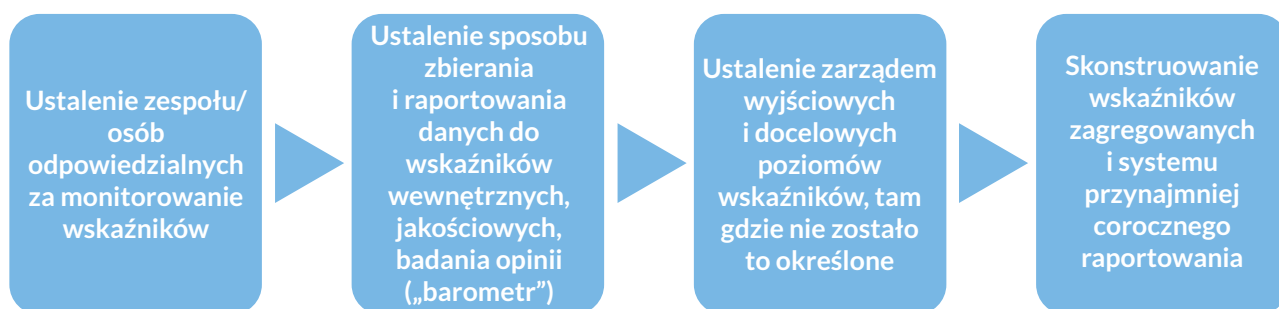 Ustalenie zespołu/
osób
odpowiedzialnych
za monitorowanie
wskaźników
Ustalenie sposobu
zbierania
i raportowania
danych do
wskaźników
wewnętrznych,
jakościowych,
badania opinii
(„barometr”)
Ustalenie zarządem
wyjściowych
i docelowych
poziomów
wskaźników, tam
gdzie nie zostało
to określone
Skonstruowanie
wskaźników
zagregowanych
i systemu
przynajmniej
corocznego
raportowania